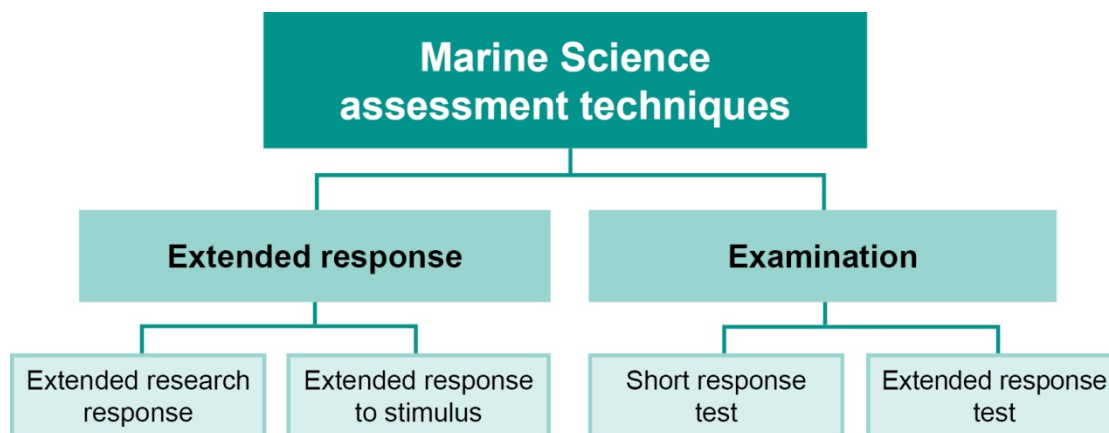 Marine Science
assessment techniques
Extended response
Examination
Extended research
response
Extended response
to stimulus
Short response
test
Extended response
test